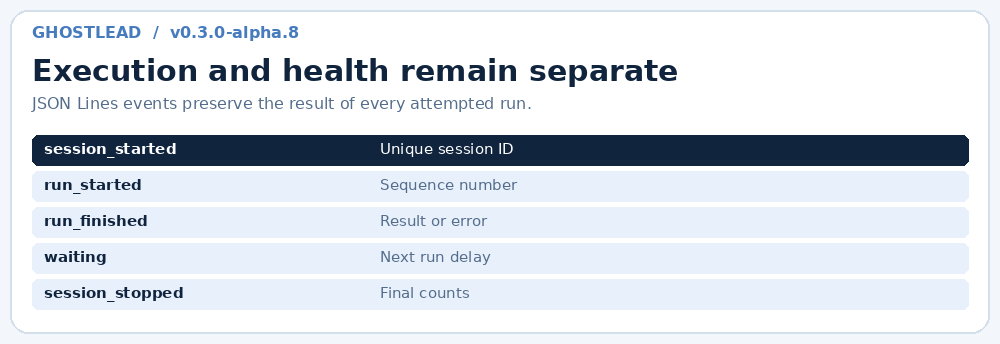 GHOSTLEAD / v0.3.0-alpha.8
Execution and health remain separate
JSON Lines events preserve the result of every attempted run.
session_started Unique session ID
run_started Sequence number
run_finished Result or error
waiting Next run delay
session_stopped Final counts